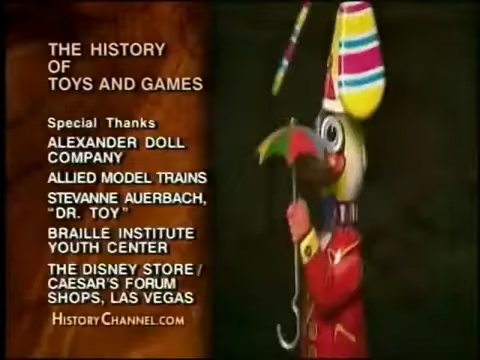 THE HISTORY
OF
TOYS AND GAMES
Special Thanks
ALEXANDER DOLL
COMPANY
ALLIED MODEL TRAINS
STEVANNE AUERBACH,
"DR. TOY"
BRAILLE INSTITUTE
YOUTH CENTER
THE DISNEY STORE /
CAESAR'S FORUM
SHOPS, LAS VEGAS
HISTORYCHANNEL.COM